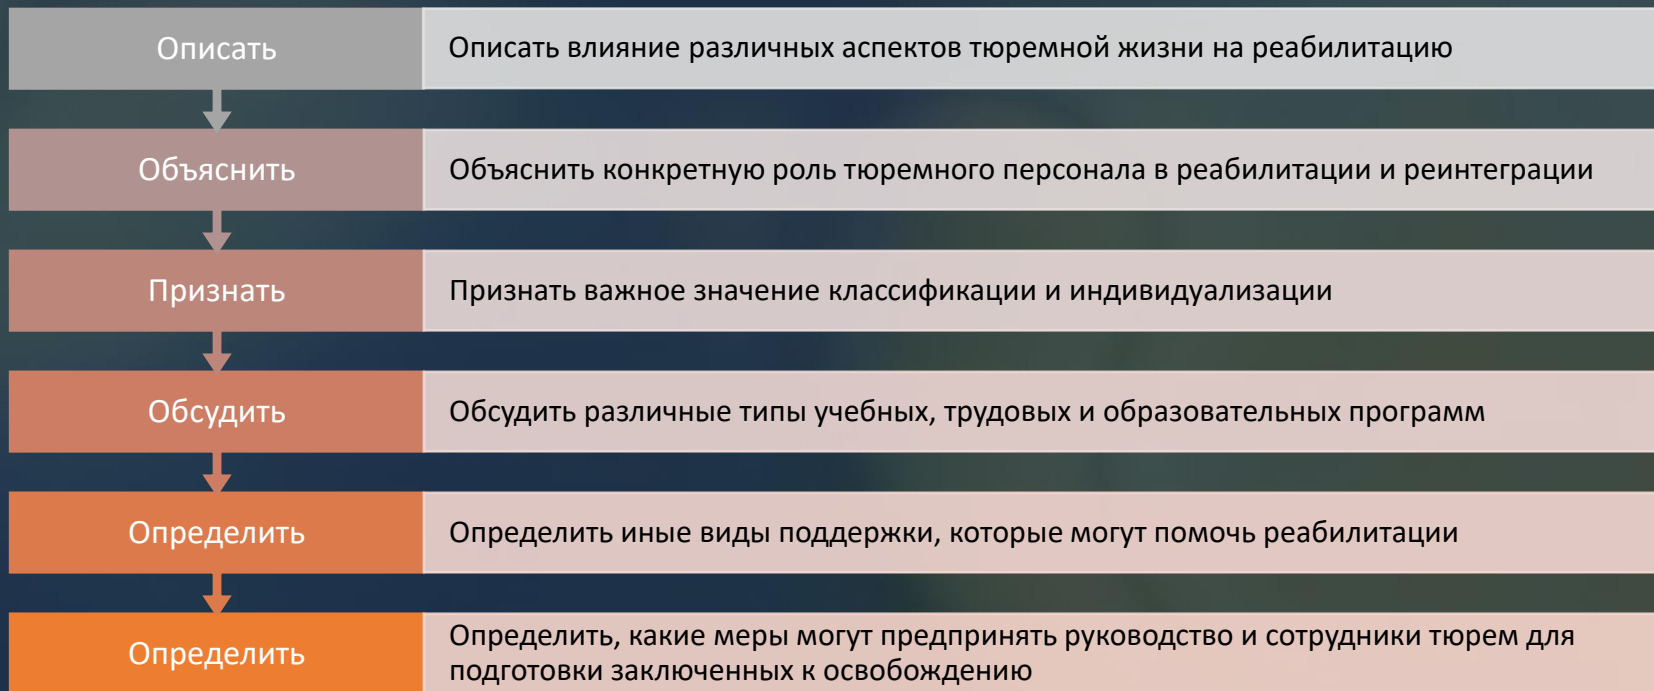 Описать
Описать влияние различных аспектов тюремной жизни на реабилитацию
Объяснить
Объяснить конкретную роль тюремного персонала в реабилитации и реинтеграции
Признать
Признать важное значение классификации и индивидуализации
Обсудить
Обсудить различные типы учебных, трудовых и образовательных программ
Определить
Определить иные виды поддержки, которые могут помочь реабилитации
Определить
Определить, какие меры могут предпринять руководство и сотрудники тюрем для
подготовки заключенных к освобождению